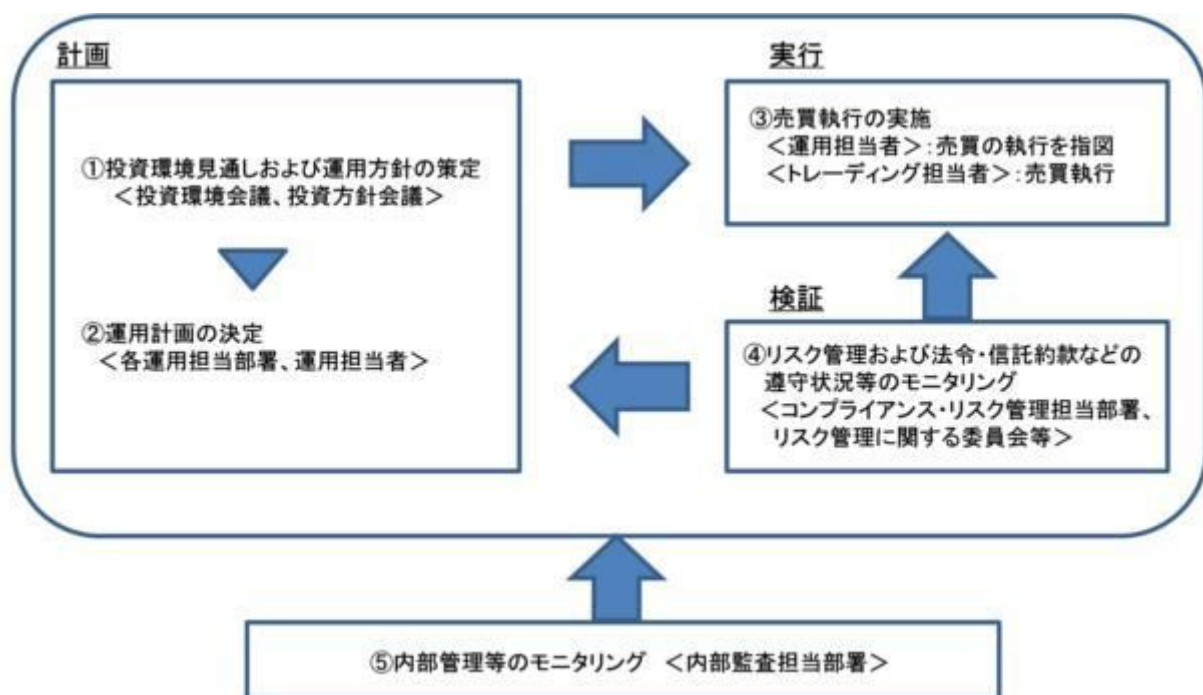 計画
①投資環境見通しおよび運用方針の策定
＜投資環境会議、投資方針会議＞
②運用計画の決定
＜各運用担当部署、運用担当者＞
実行
③売買執行の実施
＜運用担当者＞：売買の執行を指図
＜トレーディング担当者＞：売買執行
検証
④リスク管理および法令・信託約款などの
遵守状況等のモニタリング
＜コンプライアンス・リスク管理担当部署、
リスク管理に関する委員会等＞
⑤内部管理等のモニタリング ＜内部監査担当部署＞